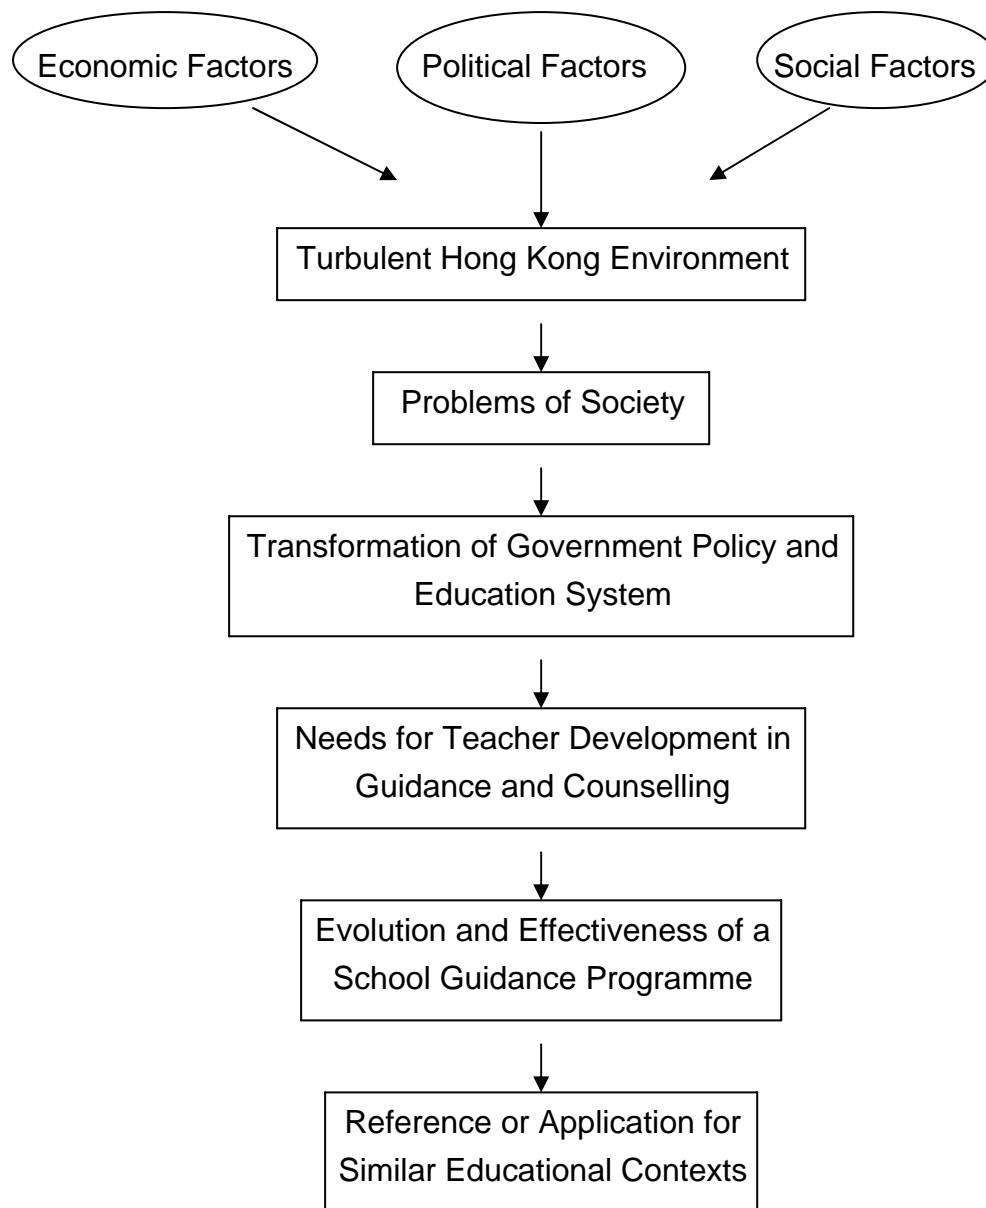 Economic Factors
Political Factors
Social Factors
Turbulent Hong Kong Environment
Problems of Society
Transformation of Government Policy and
Education System
Needs for Teacher Development in
Guidance and Counselling
Evolution and Effectiveness of a
School Guidance Programme
Reference or Application for
Similar Educational Contexts